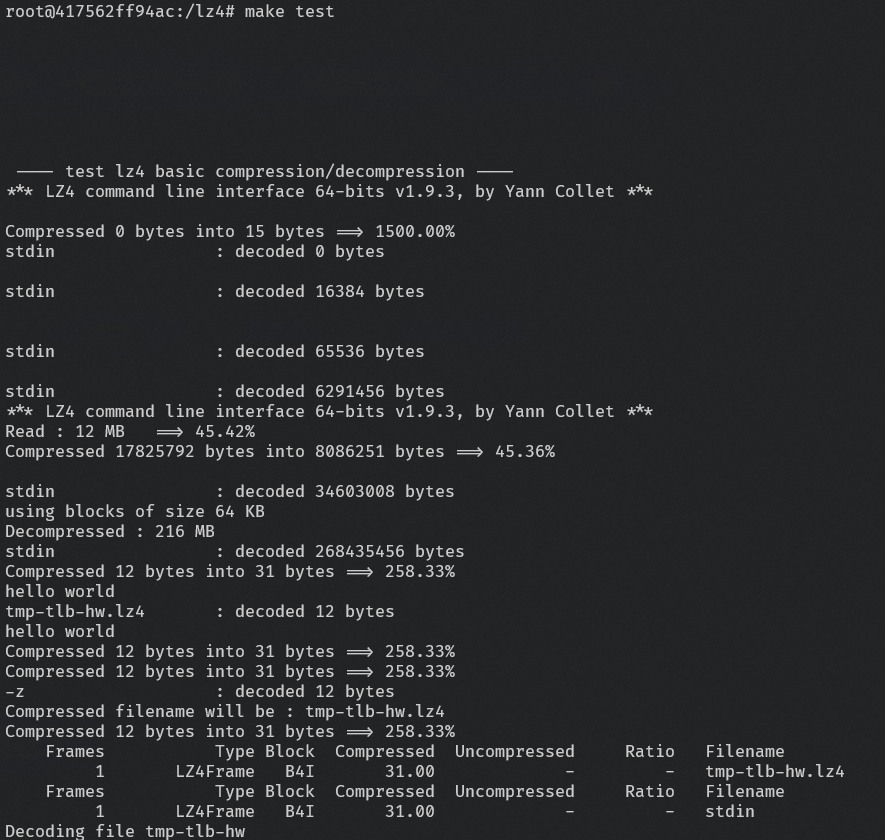 root@417562ff94ac:/lz4# make test
---- test lz4 basic compression/decompression ----
*** LZ4 command line interface 64-bits v1.9.3, by Yann Collet ***
Compressed 0 bytes into 15 bytes ==> 1500.00%
stdin                : decoded 0 bytes
stdin                : decoded 16384 bytes
stdin                : decoded 65536 bytes
stdin                : decoded 6291456 bytes
*** LZ4 command line interface 64-bits v1.9.3, by Yann Collet ***
Read : 12 MB   ==> 45.42%
Compressed 17825792 bytes into 8086251 bytes ==> 45.36%
stdin                : decoded 34603008 bytes
using blocks of size 64 KB
Decompressed : 216 MB
stdin                : decoded 268435456 bytes
Compressed 12 bytes into 31 bytes ==> 258.33%
hello world
tmp-tlb-hw.lz4       : decoded 12 bytes
hello world
Compressed 12 bytes into 31 bytes ==> 258.33%
Compressed 12 bytes into 31 bytes ==> 258.33%
-z                   : decoded 12 bytes
Compressed filename will be : tmp-tlb-hw.lz4
Compressed 12 bytes into 31 bytes ==> 258.33%
    Frames           Type Block  Compressed  Uncompressed     Ratio   Filename
         1       LZ4Frame   B4I       31.00             -         -   tmp-tlb-hw.lz4
    Frames           Type Block  Compressed  Uncompressed     Ratio   Filename
         1       LZ4Frame   B4I       31.00             -         -   stdin
Decoding file tmp-tlb-hw